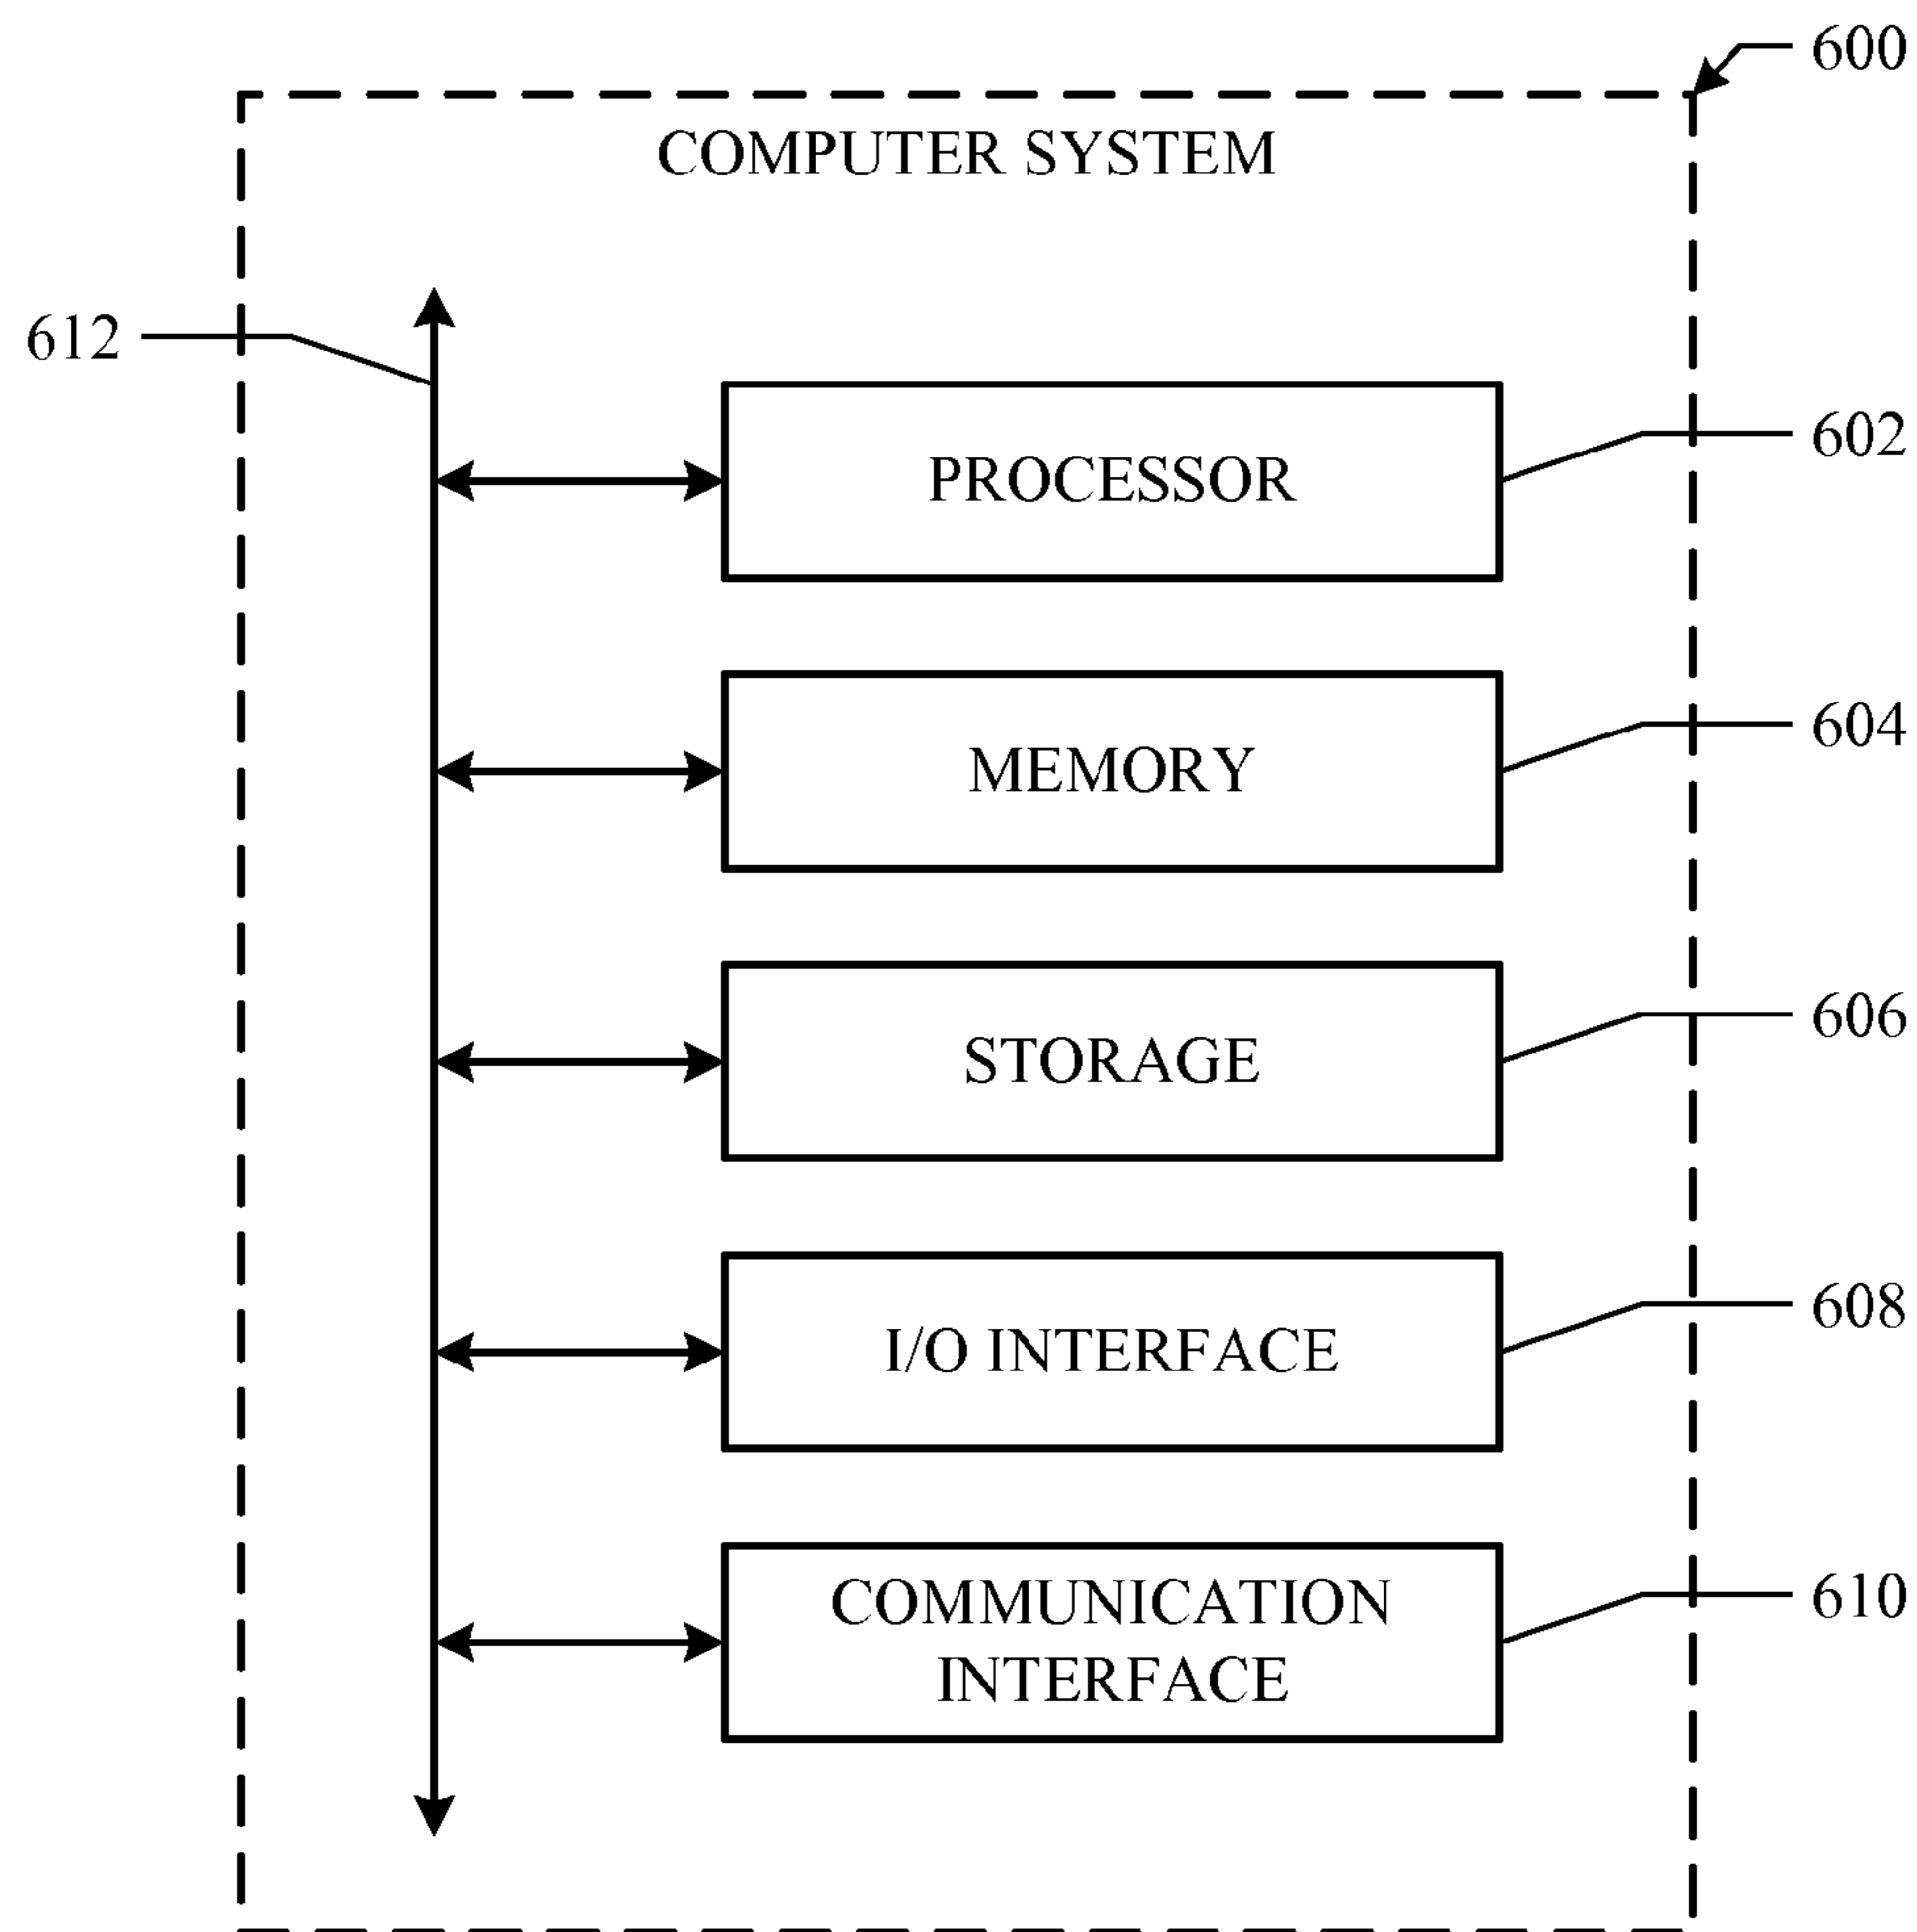 600
COMPUTER SYSTEM
612
602
PROCESSOR
604
MEMORY
606
STORAGE
608
I/O INTERFACE
610
COMMUNICATION
INTERFACE